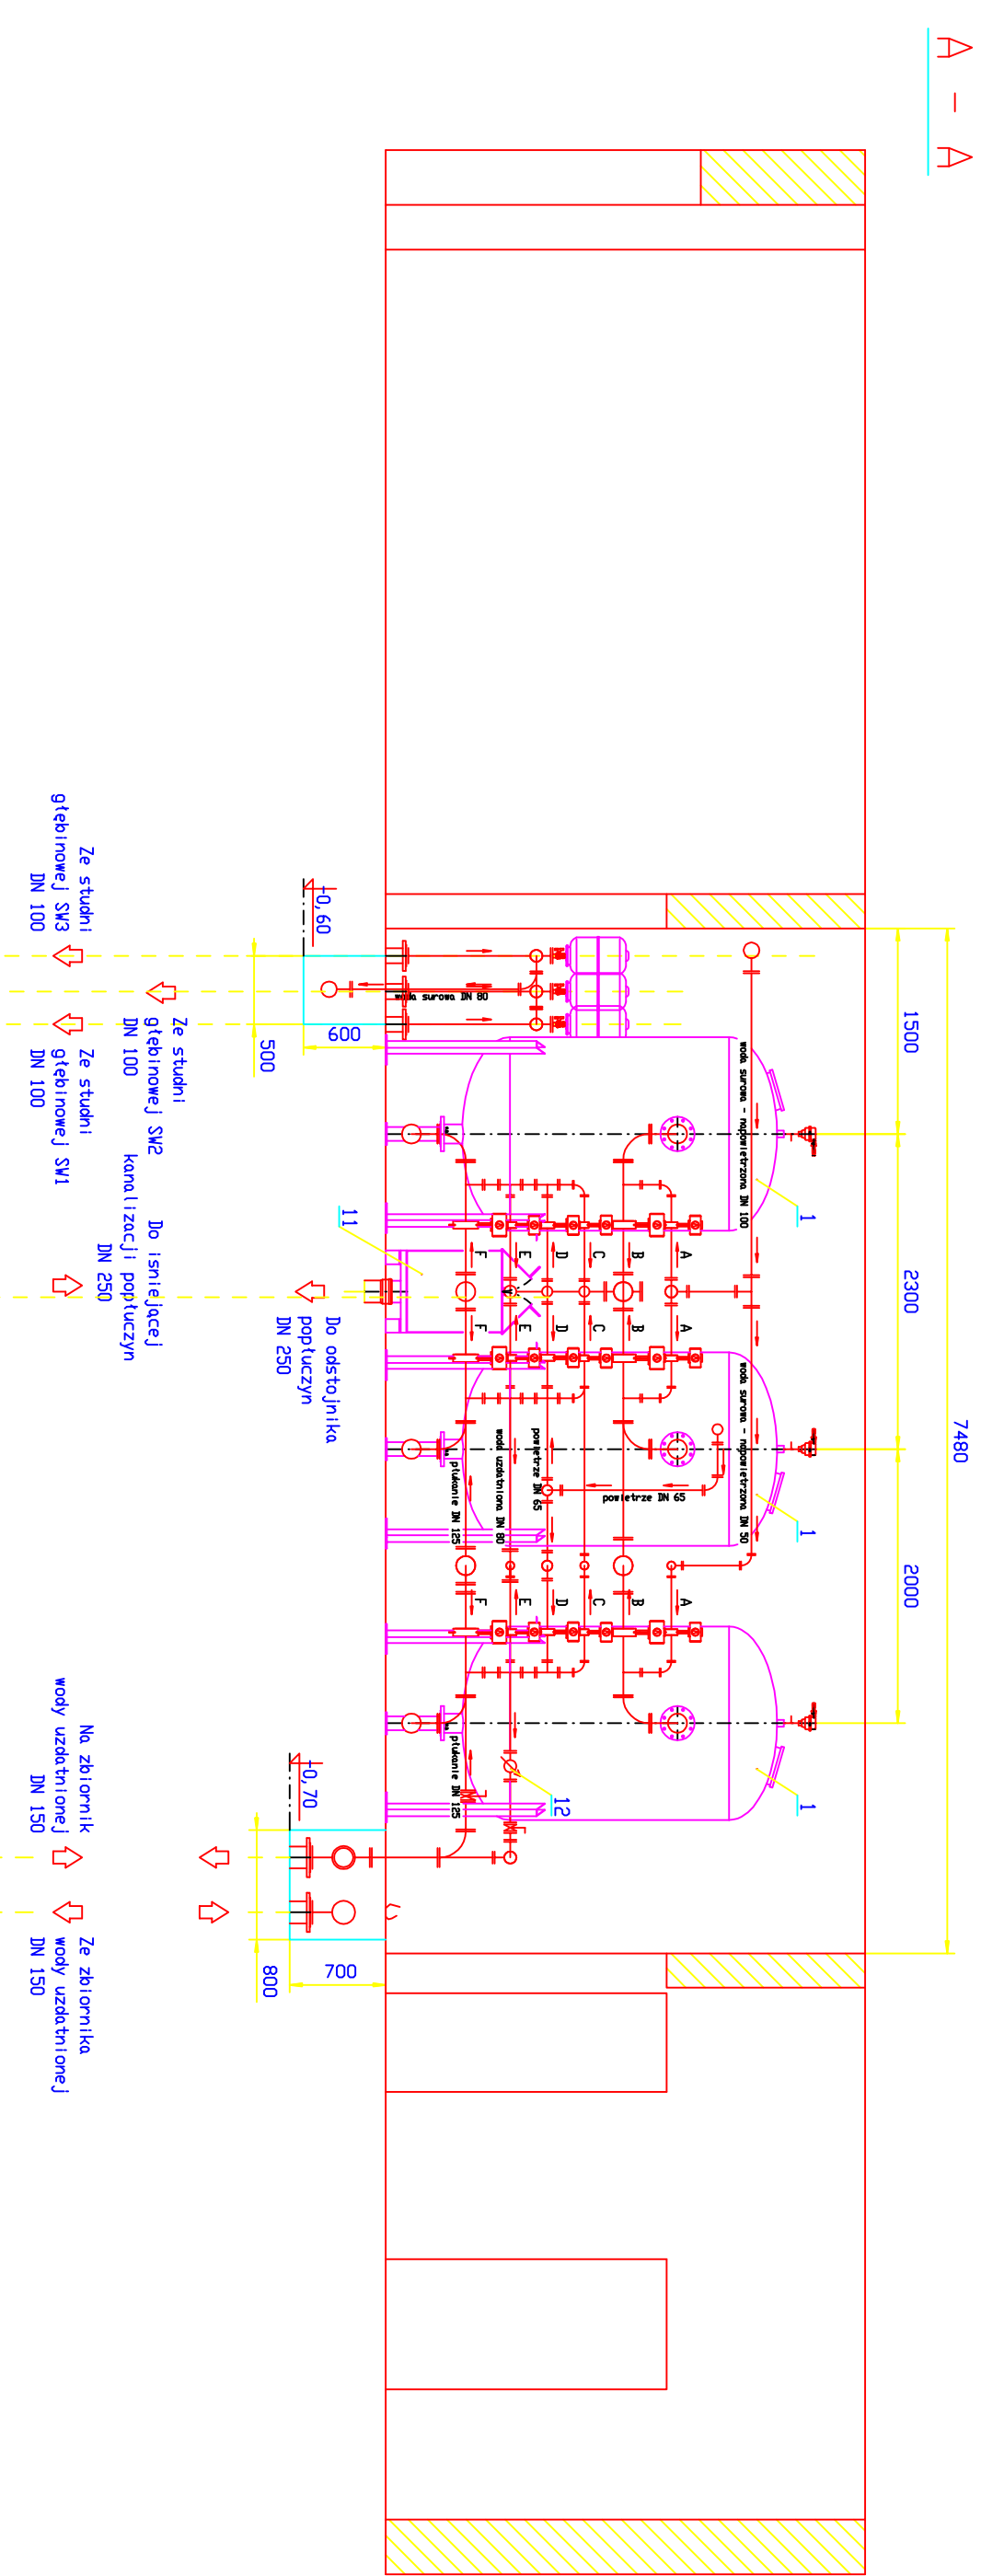 A - A
7480
1500
2300
2000
1
1
1
woda surowa - napowietrzona DN 100
woda surowa - napowietrzona DN 50
powietrze DN 65
powietrze DN 65
woda uzdatniona DN 80
płukanie DN 125
płukanie DN 125
woda surowa DN 80
A
B
C
D
E
F
A
B
C
D
E
F
A
B
C
D
E
F
11
12
-0,60
600
500
-0,70
700
800
Do odstojnika
popłuczyn
DN 250
Ze studni
głębinowej SW3
DN 100
Ze studni
głębinowej SW2
DN 100
Ze studni
głębinowej SW1
DN 100
Do isniejącej
kanalizacji popłuczyn
DN 250
Na zbiornik
wody uzdatnionej
DN 150
Ze zbiornika
wody uzdatnionej
DN 150